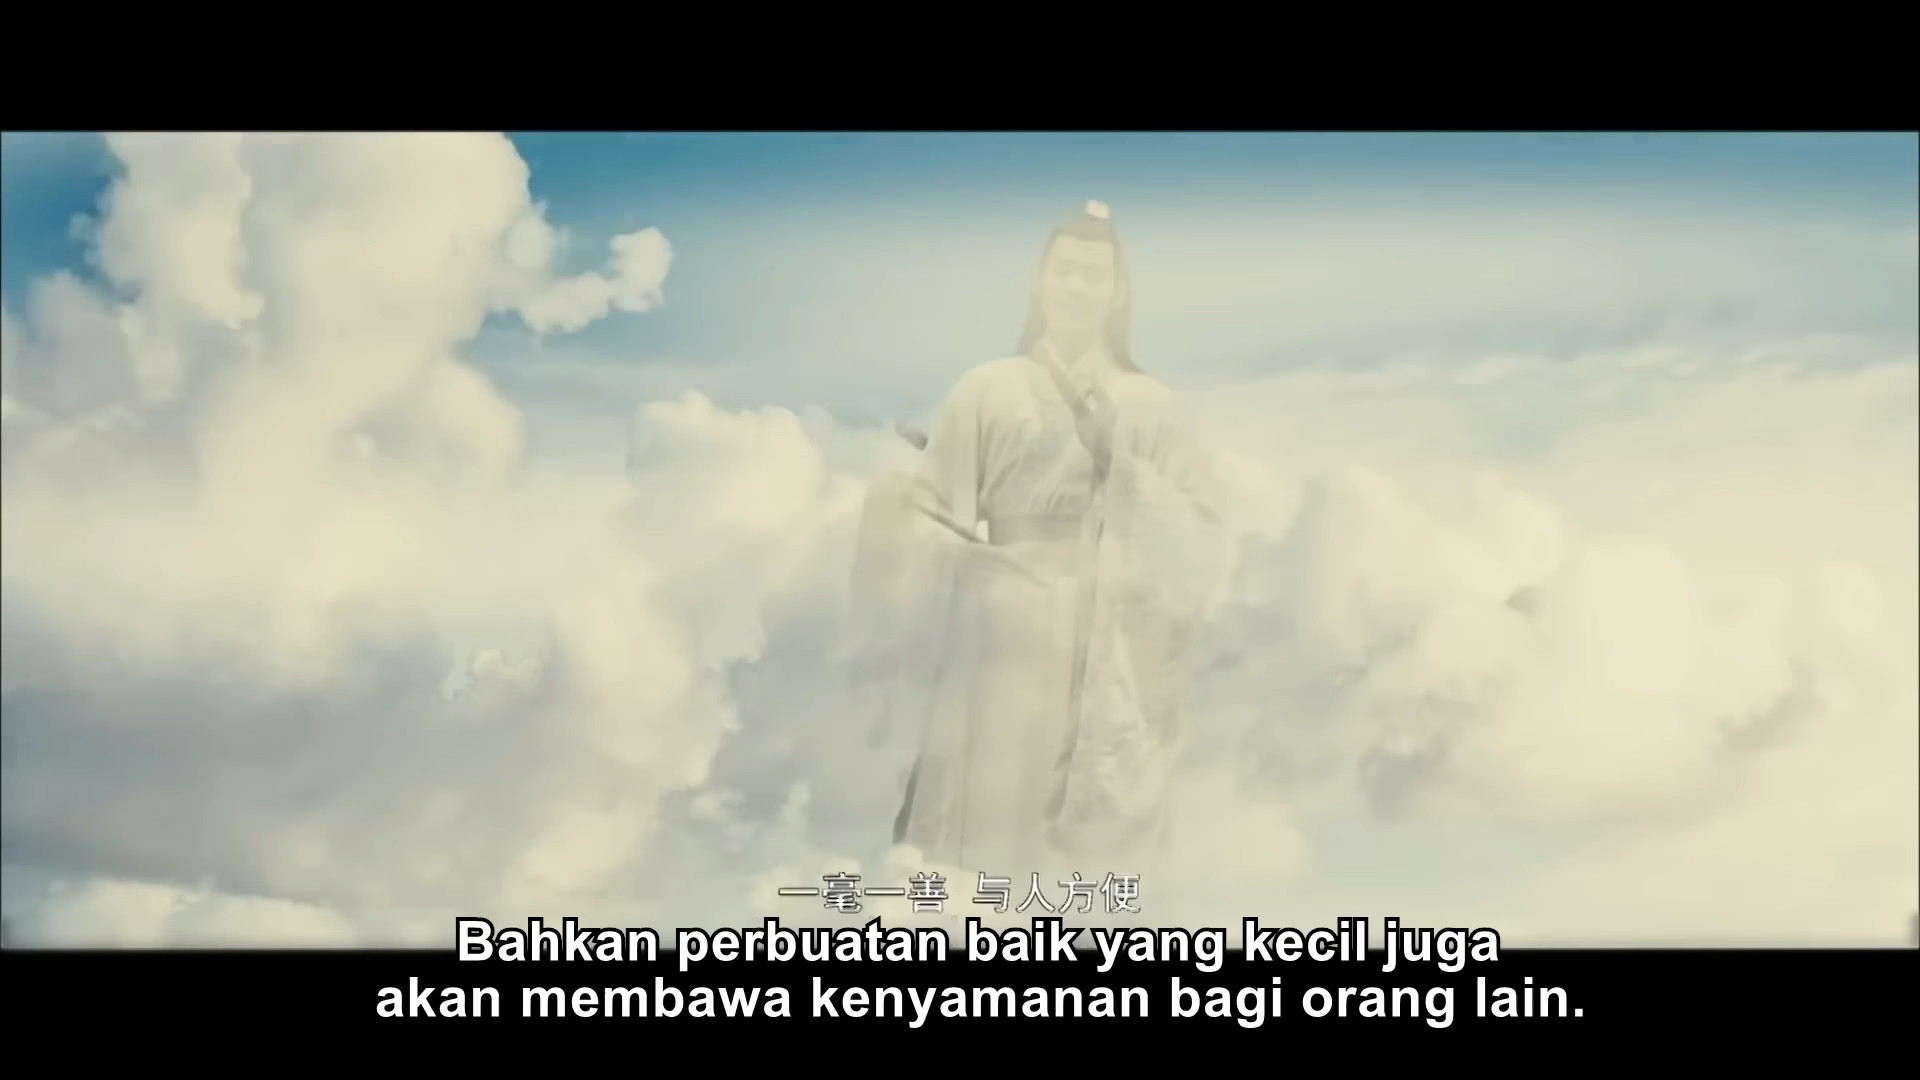 一毫一善 与人方便
Bahkan perbuatan baik yang kecil juga
akan membawa kenyamanan bagi orang lain.